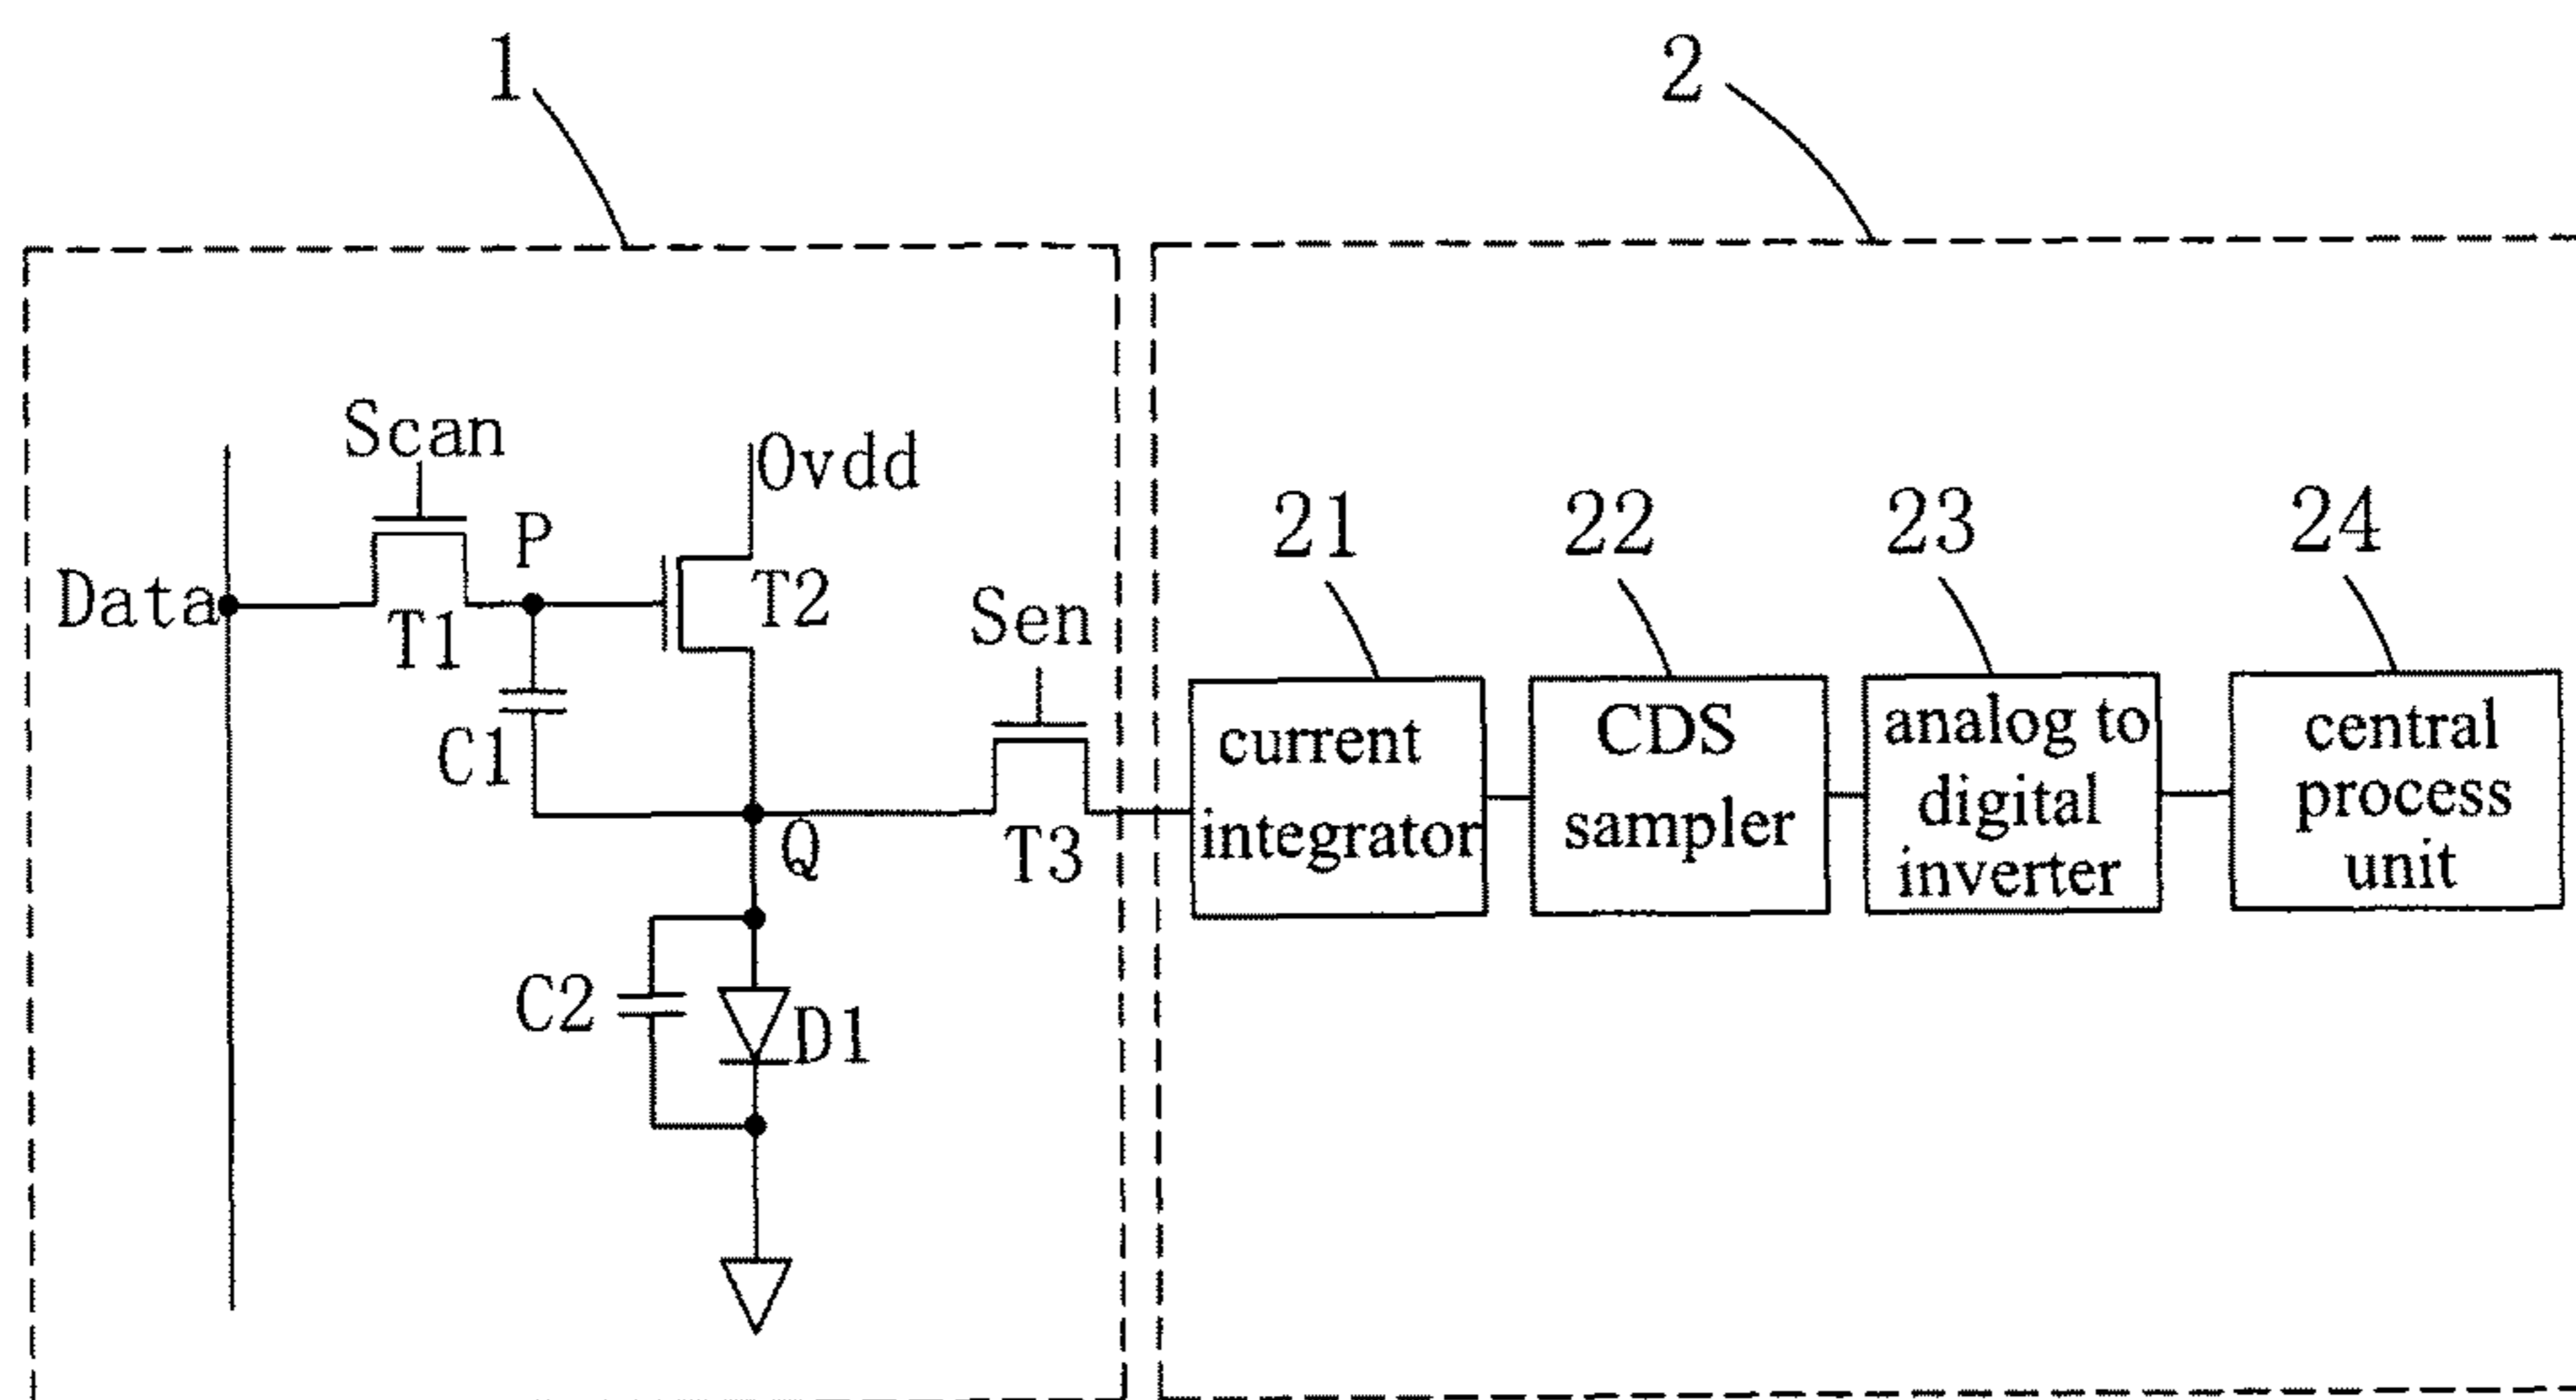 1
2
Scan
Ovdd
P
T2
Data
T1
C1
Sen
Q
T3
C2
D1
21
22
23
24
current
integrator
CDS
sampler
analog to
digital
inverter
central
process
unit